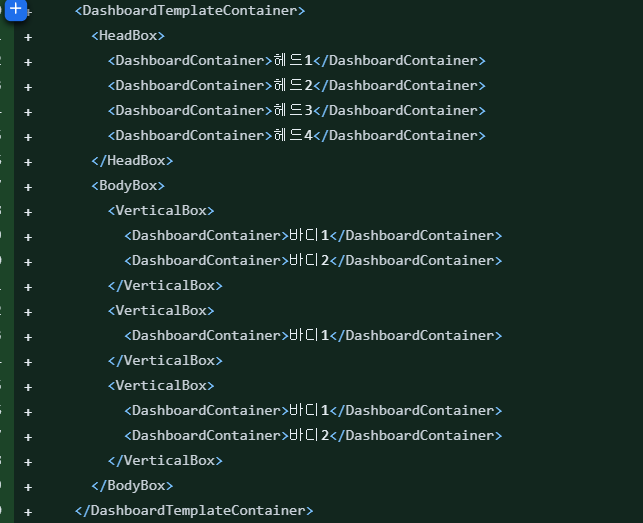 + <DashboardTemplateContainer>
+ <HeadBox>
+ <DashboardContainer>헤드1</DashboardContainer>
+ <DashboardContainer>헤드2</DashboardContainer>
+ <DashboardContainer>헤드3</DashboardContainer>
+ <DashboardContainer>헤드4</DashboardContainer>
+ </HeadBox>
+ <BodyBox>
+ <VerticalBox>
+ <DashboardContainer>바디1</DashboardContainer>
+ <DashboardContainer>바디2</DashboardContainer>
+ </VerticalBox>
+ <VerticalBox>
+ <DashboardContainer>바디1</DashboardContainer>
+ </VerticalBox>
+ <VerticalBox>
+ <DashboardContainer>바디1</DashboardContainer>
+ <DashboardContainer>바디2</DashboardContainer>
+ </VerticalBox>
+ </BodyBox>
+ </DashboardTemplateContainer>